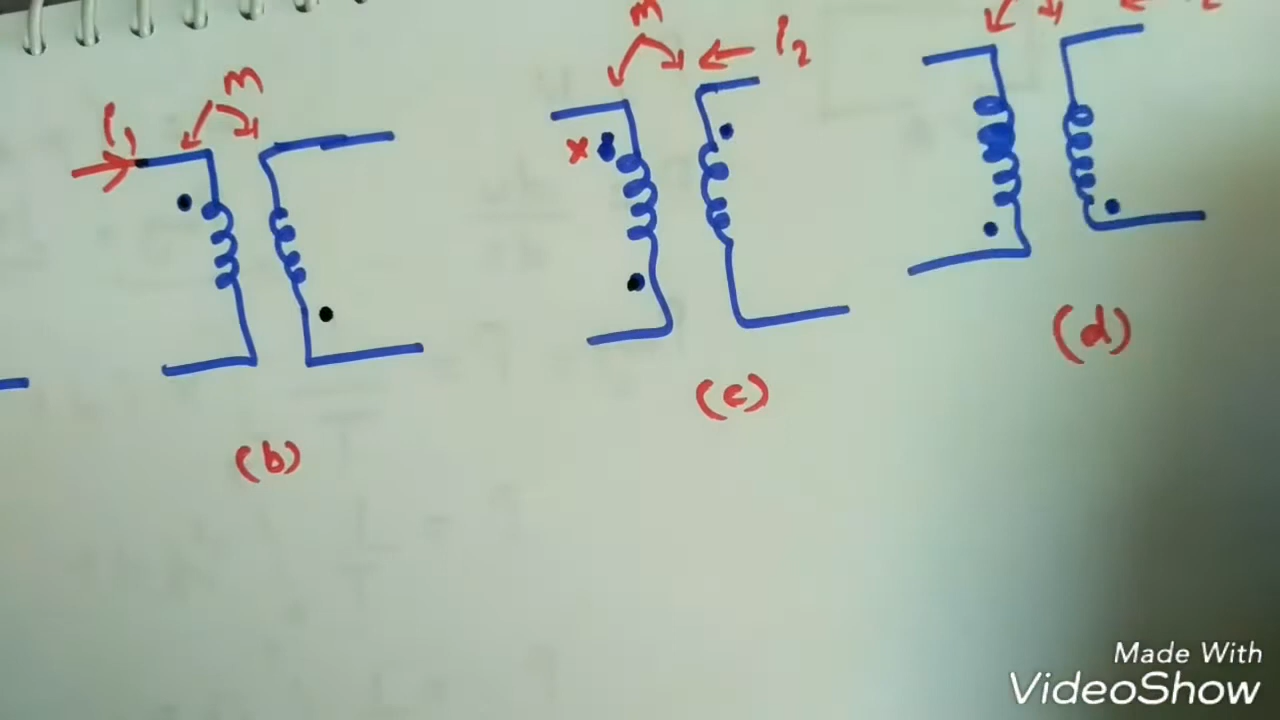 M
i₂
i₁
M
x
(b)
(c)
(d)
Made With
VideoShow